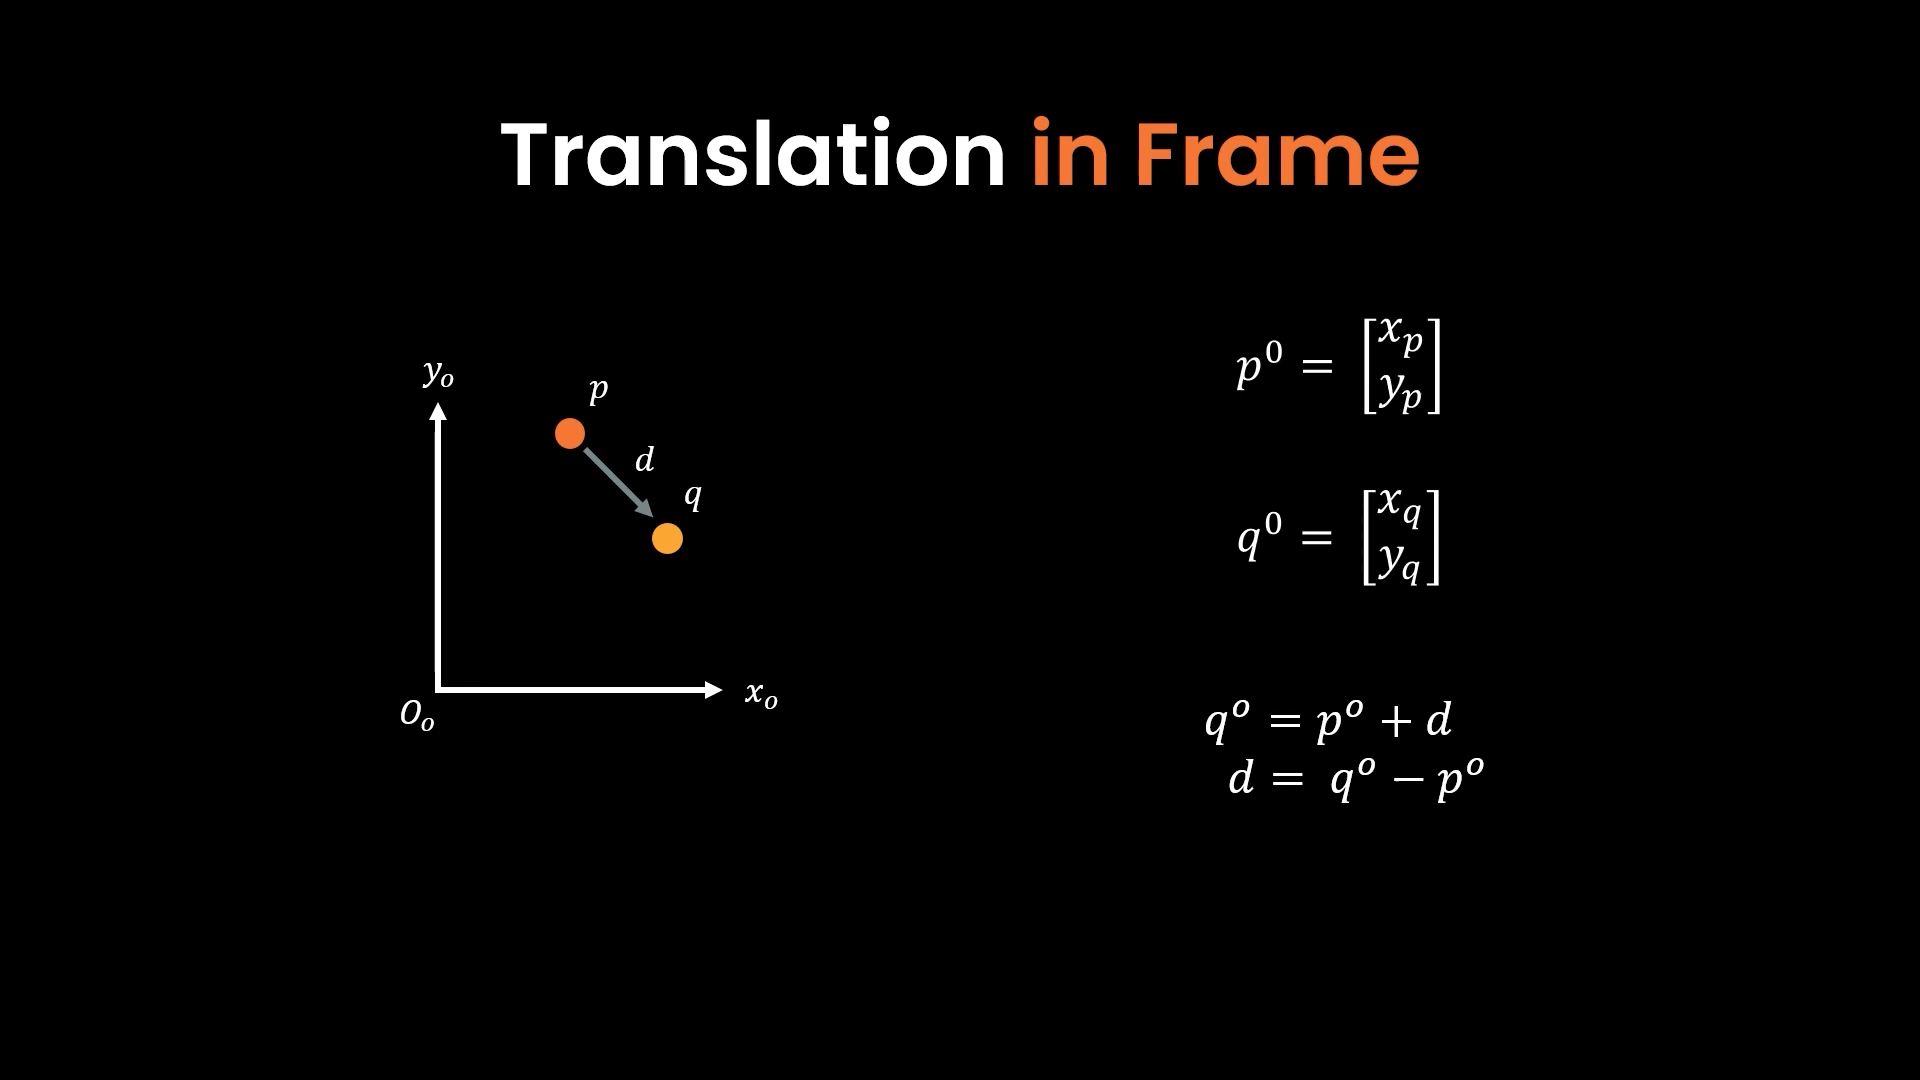 Translation in Frame
y_o
p
d
q
x_o
O_o
p^0 = [x_p y_p]
q^0 = [x_q y_q]
q^o = p^o + d
d = q^o − p^o